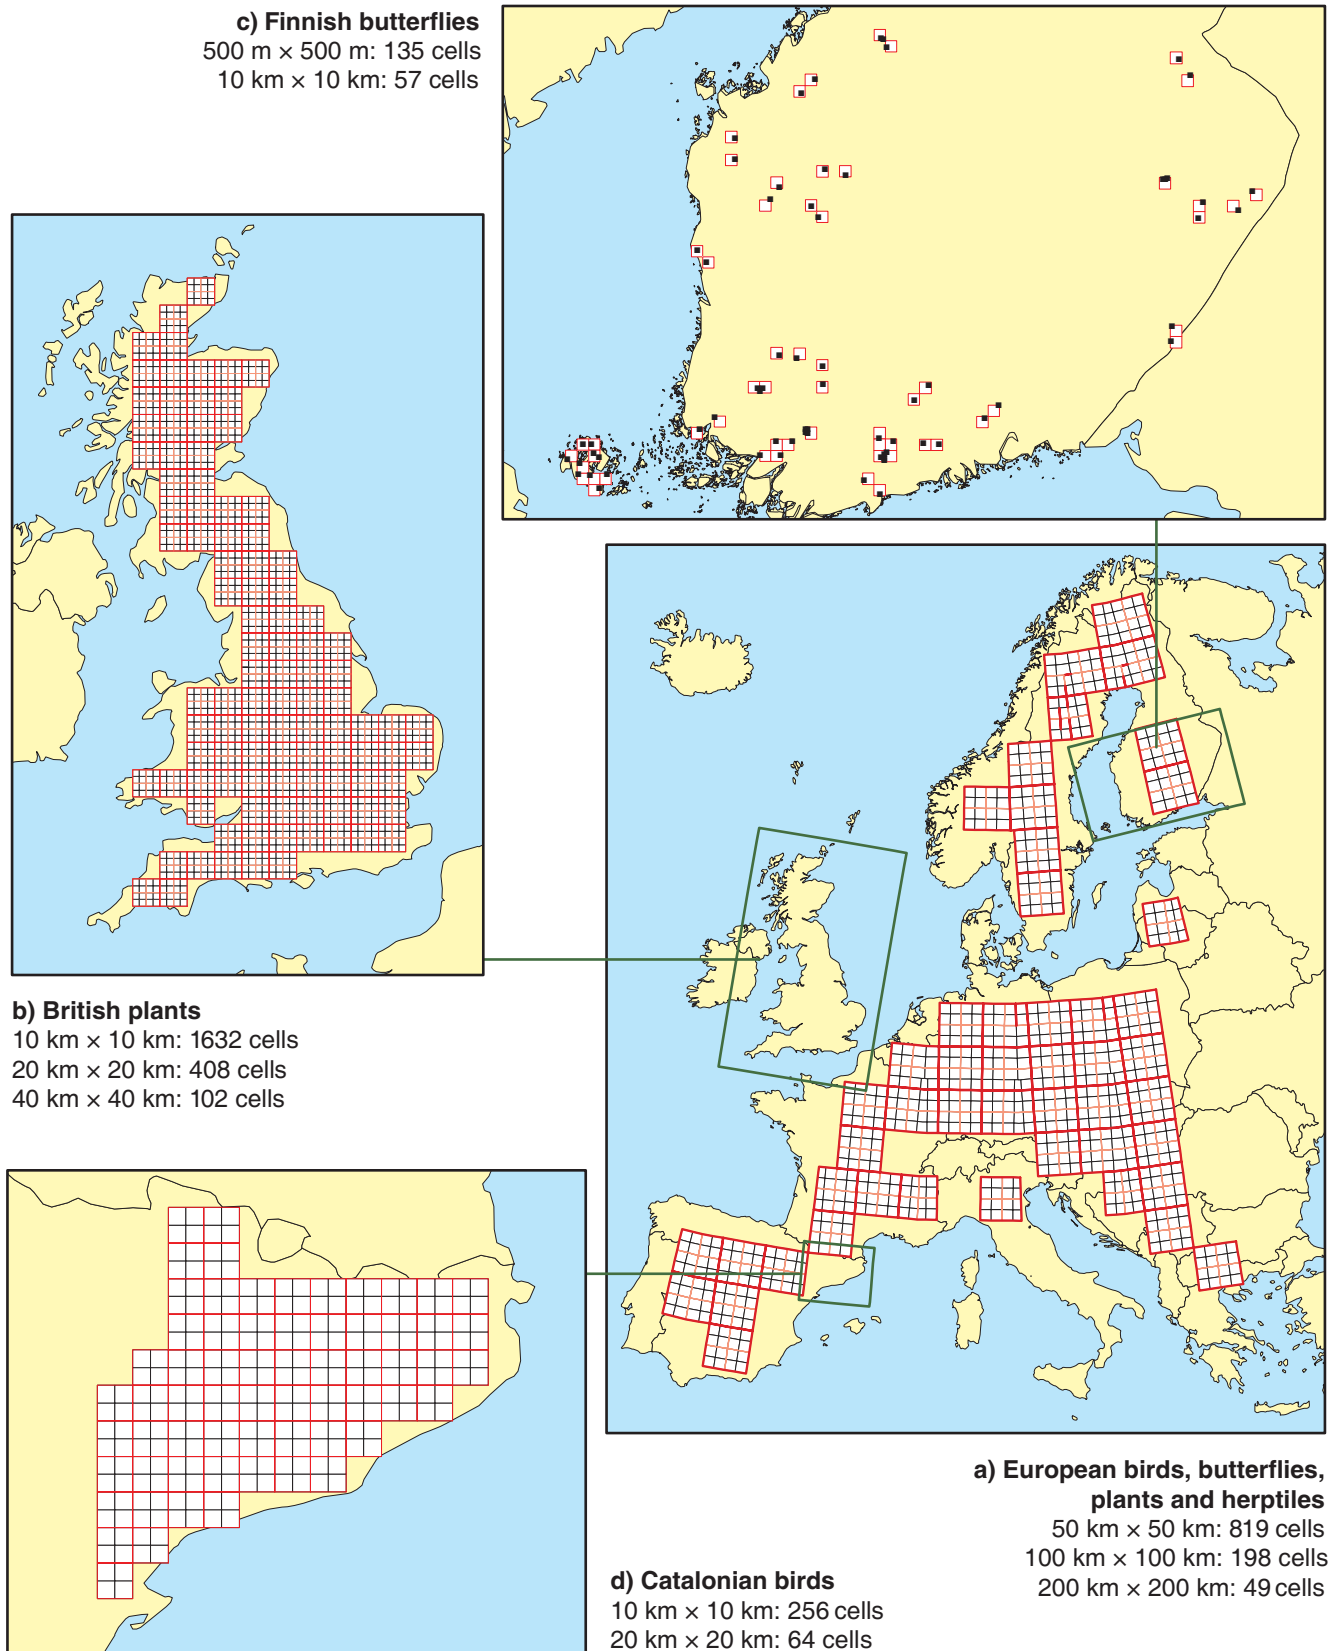 c) Finnish butterflies
500 m × 500 m: 135 cells
10 km × 10 km: 57 cells
b) British plants
10 km × 10 km: 1632 cells
20 km × 20 km: 408 cells
40 km × 40 km: 102 cells
a) European birds, butterflies,
plants and herptiles
50 km × 50 km: 819 cells
100 km × 100 km: 198 cells
200 km × 200 km: 49 cells
d) Catalonian birds
10 km × 10 km: 256 cells
20 km × 20 km: 64 cells